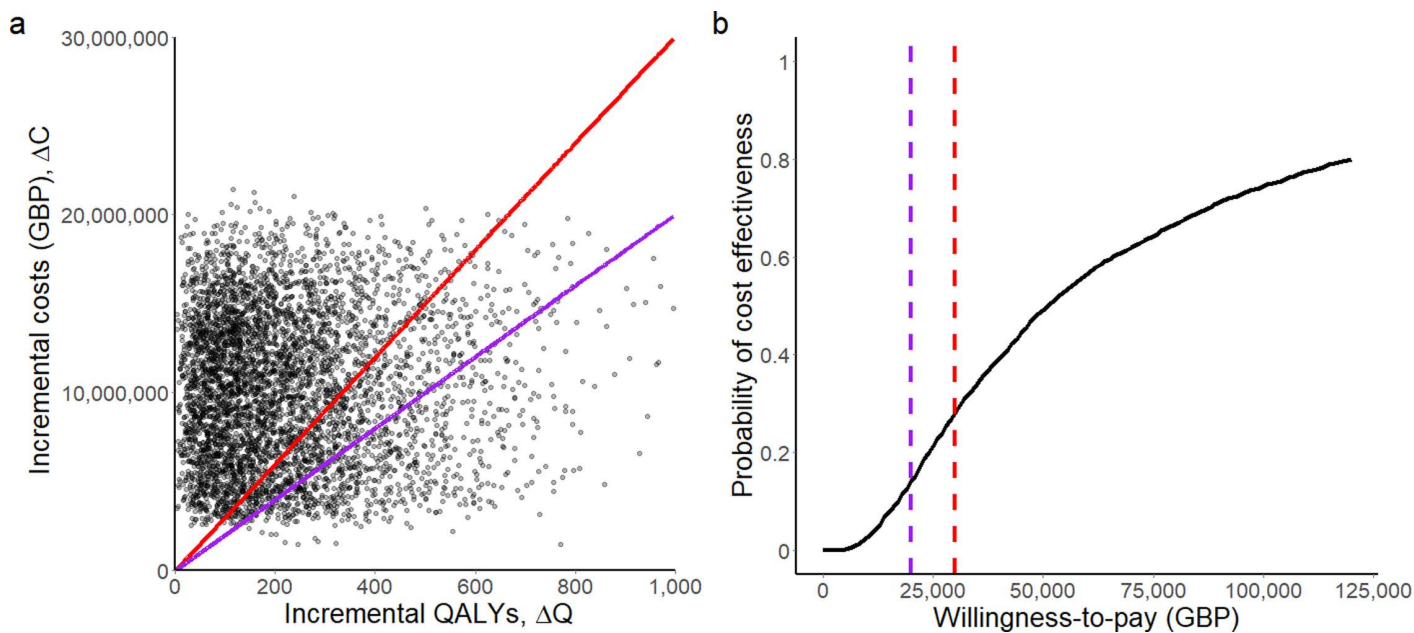 a
30,000,000
20,000,000
10,000,000
0
Incremental costs (GBP), ΔC
0 200 400 600 800 1,000
Incremental QALYs, ΔQ
b
1
0.8
0.6
0.4
0.2
0
Probability of cost effectiveness
0 25,000 50,000 75,000 100,000 125,000
Willingness-to-pay (GBP)